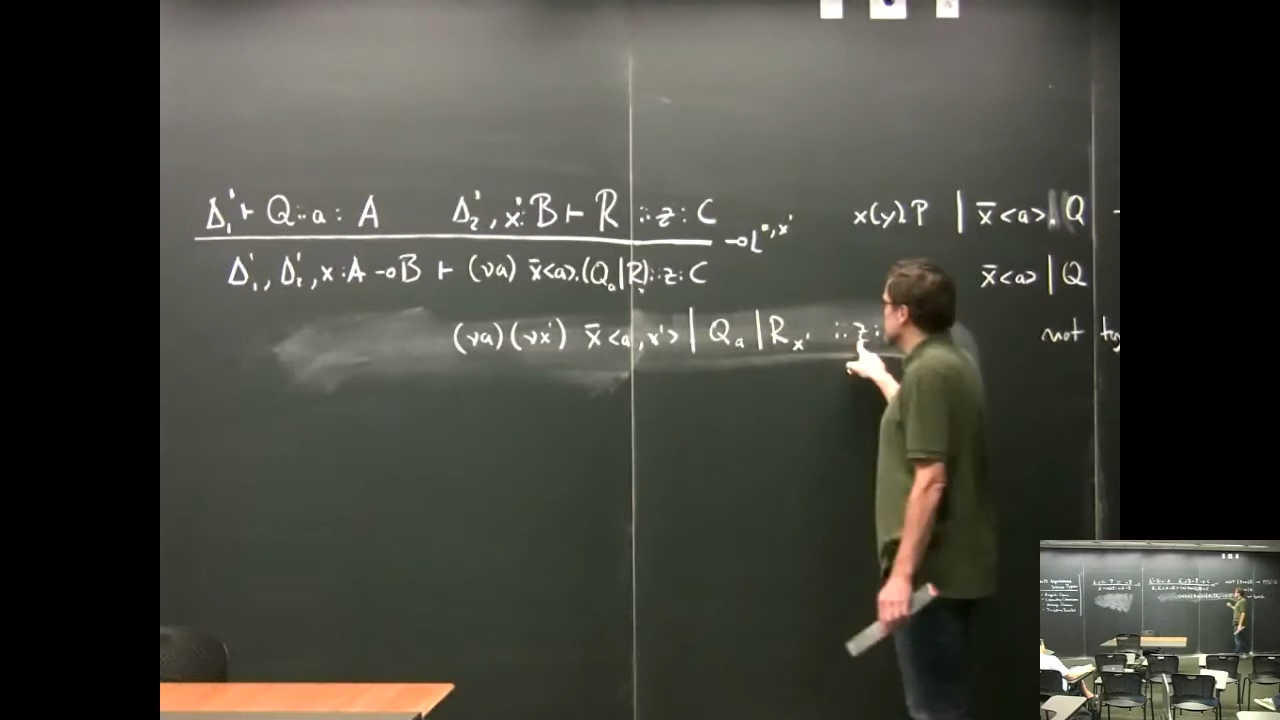 Δ₁' ⊢ Q :: a : A    Δ₂', x' : B ⊢ R :: z : C    ⊸L^{a,x'}
Δ₁', Δ₂', x : A ⊸ B ⊢ (νa) x̄<a>.(Qₐ|R) :: z : C
(νa)(νx') x̄<a,x'> | Qₐ | Rₓ' :: z :
x(y).P | x̄<a>. Q
x̄<a> | Q
not